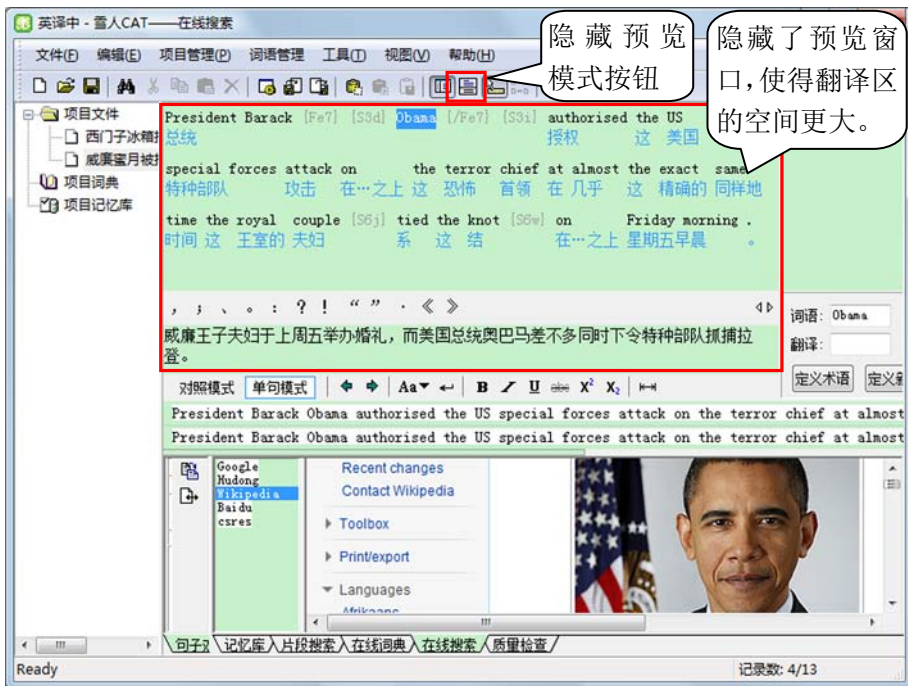 英译中 - 雪人CAT——在线搜索
文件(F) 编辑(E) 项目管理(P) 词语管理 工具(T) 视图(V) 帮助(H)
隐藏预览
模式按钮
隐藏了预览窗
口,使得翻译区
的空间更大。
项目文件
西门子冰箱
威廉蜜月被
项目词典
项目记忆库
President Barack [Fe7] [S3d] Obama [/Fe7] [S3i] authorised the US
总统 授权 这 美国
special forces attack on the terror chief at almost the exact same
特种部队 攻击 在…之上 这 恐怖 首领 在 几乎 这 精确的 同样地
time the royal couple [S6j] tied the knot [S6w] on Friday morning .
时间 这 王室的 夫妇 系 这 结 在…之上 星期五早晨 。
, ; 、 。 : ? ! “ ” · 《 》
威廉王子夫妇于上周五举办婚礼，而美国总统奥巴马差不多同时下令特种部队抓捕拉
登。
词语: Obama
翻译:
定义术语 定义
对照模式 单句模式 Aa B I U abc X² X₂
President Barack Obama authorised the US special forces attack on the terror chief at almost
President Barack Obama authorised the US special forces attack on the terror chief at almost
Google
Hudong
Wikipedia
Baidu
csres
Recent changes
Contact Wikipedia
Toolbox
Print/export
Languages
Afrikaans
句子 记忆库 片段搜索 在线词典 在线搜索 质量检查
Ready 记录数: 4/13